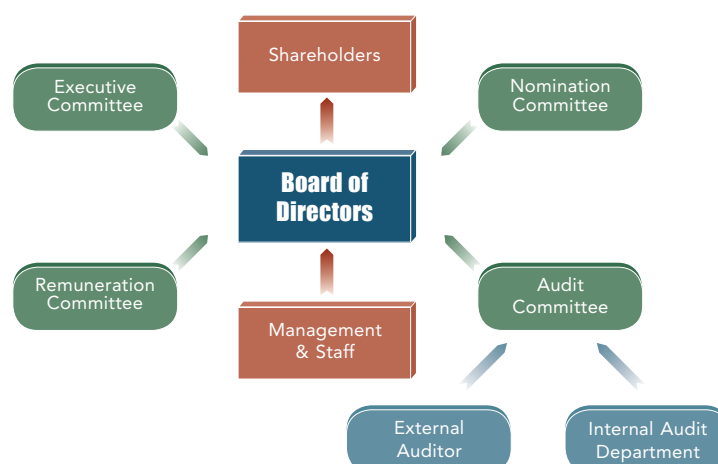 Shareholders
Executive
Committee
Nomination
Committee
Board of
Directors
Remuneration
Committee
Audit
Committee
Management
& Staff
External
Auditor
Internal Audit
Department